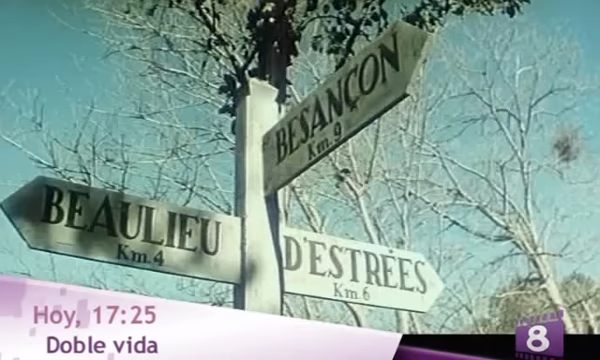 BESANÇON
Km. 9
BEAULIEU
Km. 4
D'ESTRÉES
Km. 6
Hoy, 17:25
Doble vida
8